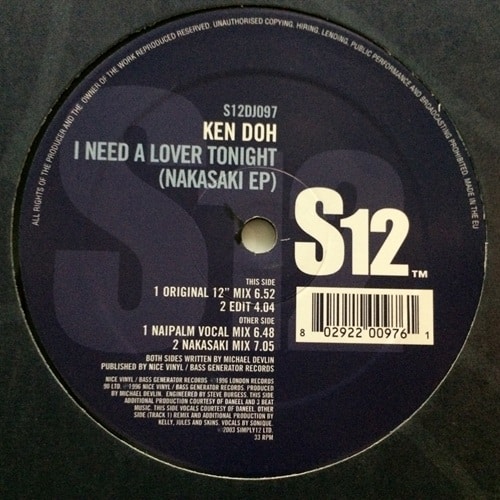 ALL RIGHTS OF THE PRODUCER AND THE OWNER OF THE WORK REPRODUCED RESERVED. UNAUTHORISED COPYING, HIRING, LENDING, PUBLIC PERFORMANCE AND BROADCASTING PROHIBITED. MADE IN THE EU
S12
S12DJ097
KEN DOH
I NEED A LOVER TONIGHT
(NAKASAKI EP)
S12™
THIS SIDE
1 ORIGINAL 12" MIX 6.52
2 EDIT 4.04
OTHER SIDE
1 NAIPALM VOCAL MIX 6.48
2 NAKASAKI MIX 7.05
8 02922 00976 1
BOTH SIDES WRITTEN BY MICHAEL DEVLIN
PUBLISHED BY NICE VINYL / BASS GENERATOR RECORDS
NICE VINYL / BASS GENERATOR RECORDS ℗ 1996 LONDON RECORDS
90 LTD. ©1996 NICE VINYL / BASS GENERATOR RECORDS. PRODUCED
BY MICHAEL DEVLIN. ENGINEERED BY STEVE BURGESS. THIS SIDE
ADDITIONAL PRODUCTION COURTESY OF DANEEL AND 3 BEAT
MUSIC. THIS SIDE VOCALS COURTESY OF DANEEL. OTHER
SIDE (TRACK 1) REMIX AND ADDITIONAL PRODUCTION BY
KELLY, JULES AND SKINS. VOCALS BY SONIQUE.
©2003 SIMPLY12 LTD.
33 RPM